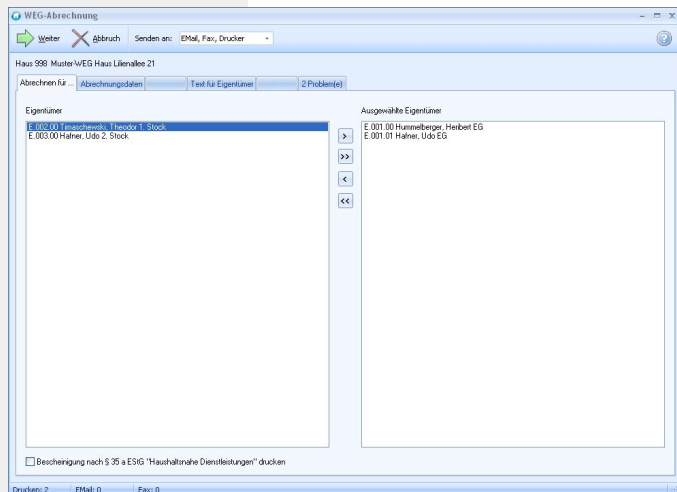 WEG-Abrechnung
Weiter Abbruch Senden an: EMail, Fax, Drucker
Haus 998 Muster-WEG Haus Lilienallee 21
Abrechnen für ... Abrechnungsdaten Text für Eigentümer 2 Problem(e)
Eigentümer Ausgewählte Eigentümer
E.002.00 Timaschewski, Theodor 1. Stock E.001.00 Hummelberger, Heribert EG
E.003.00 Hafner, Udo 2. Stock E.001.01 Hafner, Udo EG
>
>>
<
<<
Bescheinigung nach § 35 a EStG "Haushaltsnahe Dienstleistungen" drucken
Drucken: 2 EMail: 0 Fax: 0